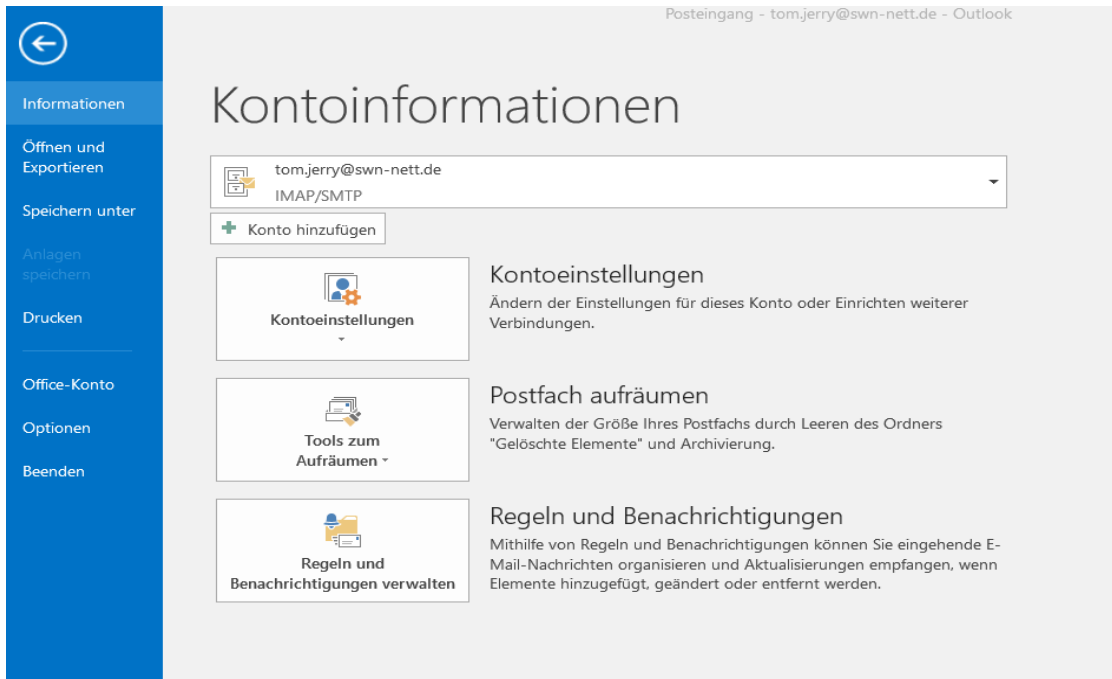 Posteingang - tom.jerry@swn-nett.de - Outlook
Informationen
Öffnen und
Exportieren
Speichern unter
Anlagen
speichern
Drucken
Office-Konto
Optionen
Beenden
Kontoinformationen
tom.jerry@swn-nett.de
IMAP/SMTP
Konto hinzufügen
Kontoeinstellungen
Kontoeinstellungen
Ändern der Einstellungen für dieses Konto oder Einrichten weiterer
Verbindungen.
Tools zum
Aufräumen
Postfach aufräumen
Verwalten der Größe Ihres Postfachs durch Leeren des Ordners
"Gelöschte Elemente" und Archivierung.
Regeln und
Benachrichtigungen verwalten
Regeln und Benachrichtigungen
Mithilfe von Regeln und Benachrichtigungen können Sie eingehende E-
Mail-Nachrichten organisieren und Aktualisierungen empfangen, wenn
Elemente hinzugefügt, geändert oder entfernt werden.